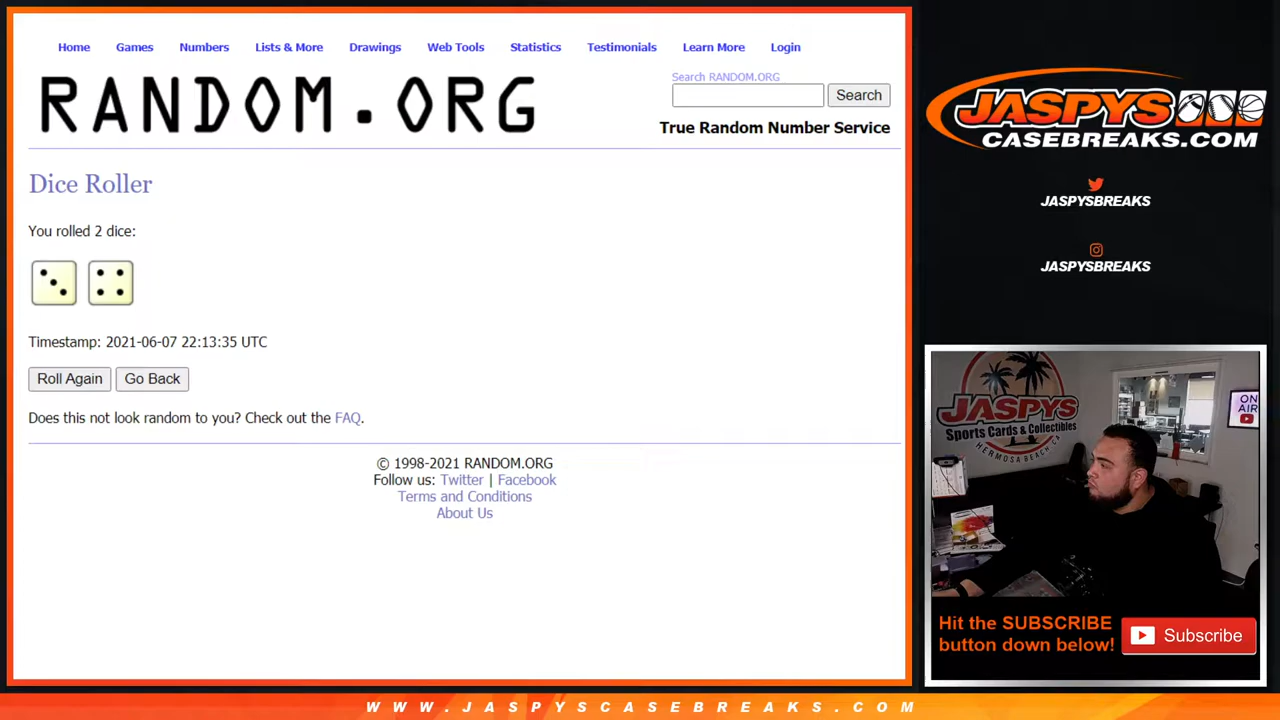 Home Games Numbers Lists & More Drawings Web Tools Statistics Testimonials Learn More Login
RANDOM.ORG
Search RANDOM.ORG
Search
True Random Number Service
Dice Roller
You rolled 2 dice:
Timestamp: 2021-06-07 22:13:35 UTC
Roll Again Go Back
Does this not look random to you? Check out the FAQ.
© 1998-2021 RANDOM.ORG
Follow us: Twitter | Facebook
Terms and Conditions
About Us
JASPYS
CASEBREAKS.COM
JASPYSBREAKS
JASPYSBREAKS
JASPYS
Sports Cards & Collectibles
HERMOSA BEACH, CA
ON
AIR
Hit the SUBSCRIBE
button down below!
Subscribe
WWW.JASPYSCASEBREAKS.COM